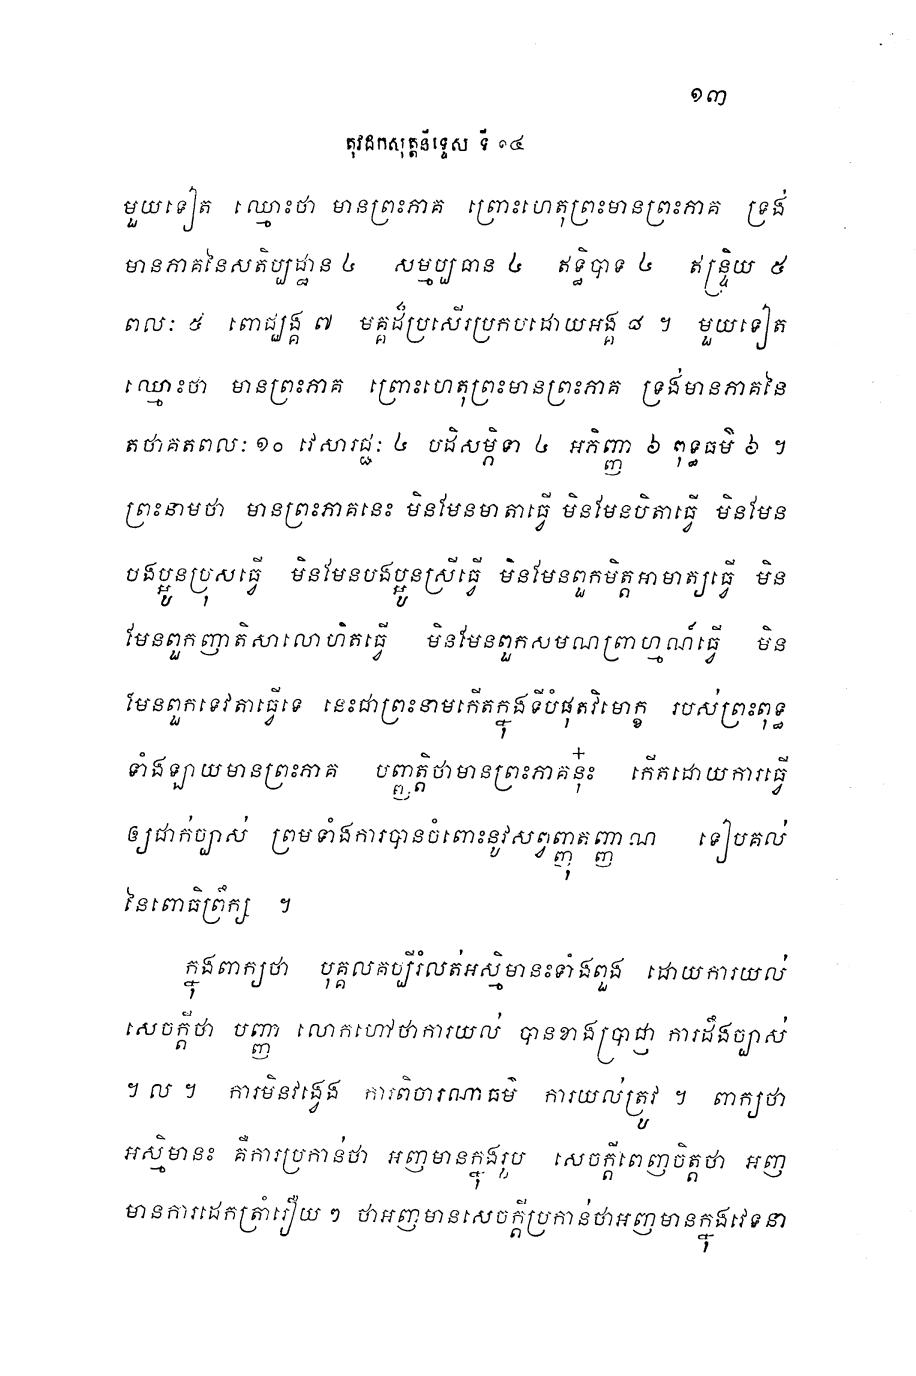 ១៣
តុវដកសុត្តនិទ្ទេស ទី ១៤
មួយទៀត ឈ្មោះថា មានព្រះភាគ ព្រោះហេតុព្រះមានព្រះភាគ ទ្រង់
មានភាគនៃសតិប្បដ្ឋាន ៤ សម្មប្បធាន ៤ ឥទ្ធិបាទ ៤ ឥន្ទ្រិយ ៥
ពលៈ ៥ ពោជ្ឈង្គ ៧ មគ្គដ៏ប្រសើរប្រកបដោយអង្គ ៨ ។ មួយទៀត
ឈ្មោះថា មានព្រះភាគ ព្រោះហេតុព្រះមានព្រះភាគ ទ្រង់មានភាគនៃ
តថាគតពលៈ ១០ វេសារជ្ជៈ ៤ បដិសម្ភិទា ៤ អភិញ្ញា ៦ ពុទ្ធធម៌ ៦ ។
ព្រះនាមថា មានព្រះភាគនេះ មិនមែនមាតាធ្វើ មិនមែនបិតាធ្វើ មិនមែន
បងប្អូនប្រុសធ្វើ មិនមែនបងប្អូនស្រីធ្វើ មិនមែនពួកមិត្តអាមាត្យធ្វើ មិន
មែនពួកញាតិសាលោហិតធ្វើ មិនមែនពួកសមណព្រាហ្មណ៍ធ្វើ មិន
មែនពួកទេវតាធ្វើទេ នេះជាព្រះនាមកើតក្នុងទីបំផុតវិមោក្ខ របស់ព្រះពុទ្ធ
ទាំងឡាយមានព្រះភាគ បញ្ញត្តិថាមានព្រះភាគនុ៎ះ កើតដោយការធ្វើ
ឲ្យជាក់ច្បាស់ ព្រមទាំងការបានចំពោះនូវសព្វញ្ញុតញ្ញាណ ទៀបគល់
នៃពោធិព្រឹក្ស ។
ក្នុងពាក្យថា បុគ្គលគប្បីរំលត់អស្មិមានះទាំងពួង ដោយការយល់
សេចក្តីថា បញ្ញា លោកហៅថាការយល់ បានខាងប្រាជ្ញា ការដឹងច្បាស់
។ ល ។ ការមិនវង្វេង ការពិចារណាធម៌ ការយល់ត្រូវ ។ ពាក្យថា
អស្មិមានះ គឺការប្រកាន់ថា អញមានក្នុងរូប សេចក្តីពេញចិត្តថា អញ
មានការដេកត្រាំរឿយ ៗ ថាអញមានសេចក្តីប្រកាន់ថាអញមានក្នុងវេទនា